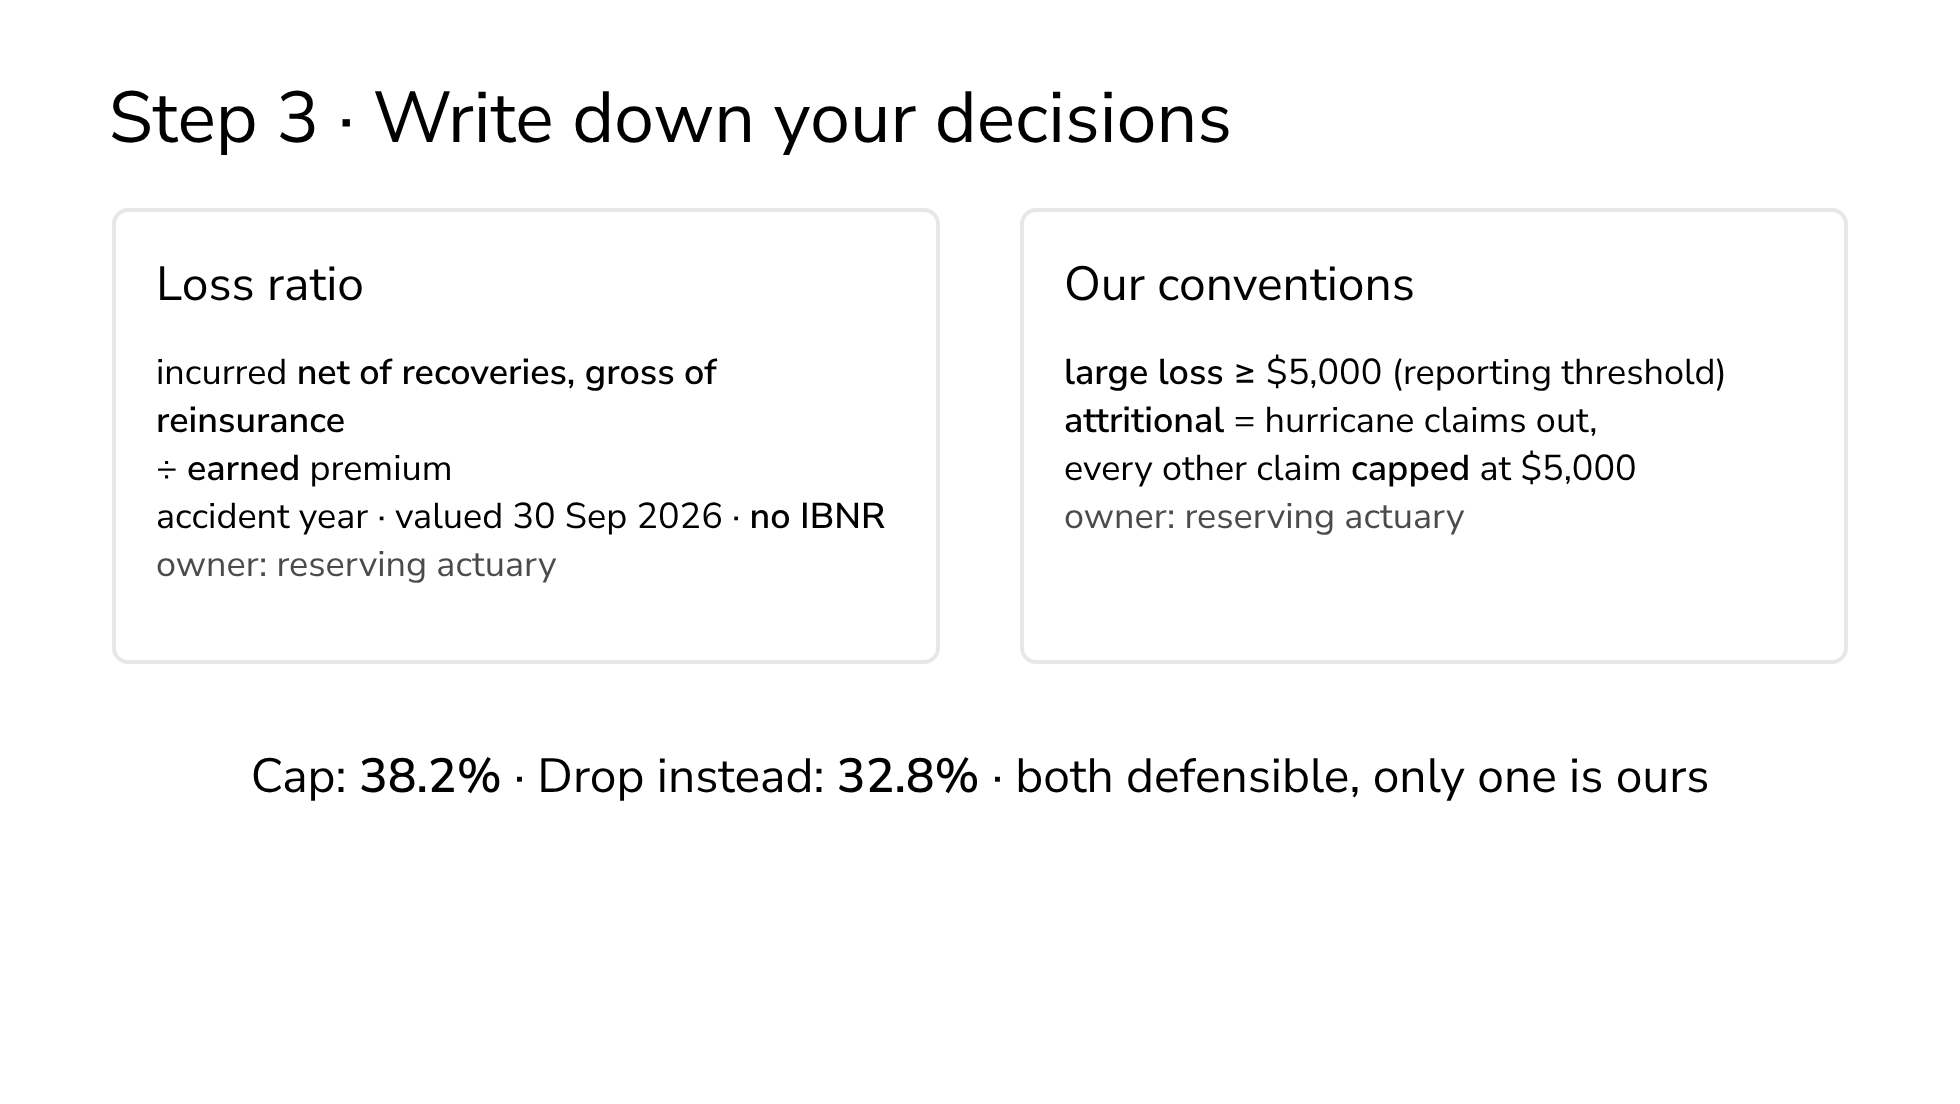 Step 3 · Write down your decisions
Loss ratio
incurred net of recoveries, gross of
reinsurance
÷ earned premium
accident year · valued 30 Sep 2026 · no IBNR
owner: reserving actuary
Our conventions
large loss ≥ $5,000 (reporting threshold)
attritional = hurricane claims out,
every other claim capped at $5,000
owner: reserving actuary
Cap: 38.2% · Drop instead: 32.8% · both defensible, only one is ours